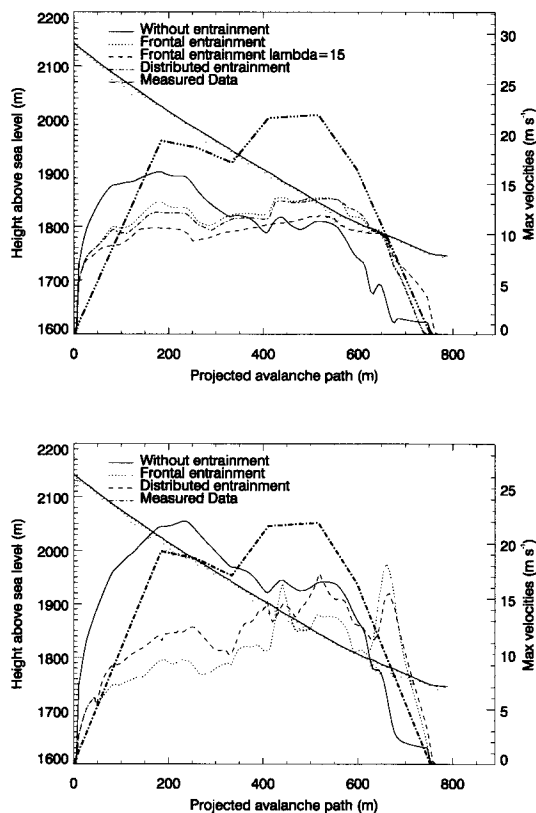 Without entrainment
Frontal entrainment
Frontal entrainment lambda=15
Distributed entrainment
Measured Data
Height above sea level (m)
2200
2100
2000
1900
1800
1700
1600
30
25
20
15
10
5
0
Max velocities (m s⁻¹)
0
200
400
600
800
Projected avalanche path (m)
Without entrainment
Frontal entrainment
Distributed entrainment
Measured Data
Height above sea level (m)
2200
2100
2000
1900
1800
1700
1600
25
20
15
10
5
0
Max velocities (m s⁻¹)
0
200
400
600
800
Projected avalanche path (m)